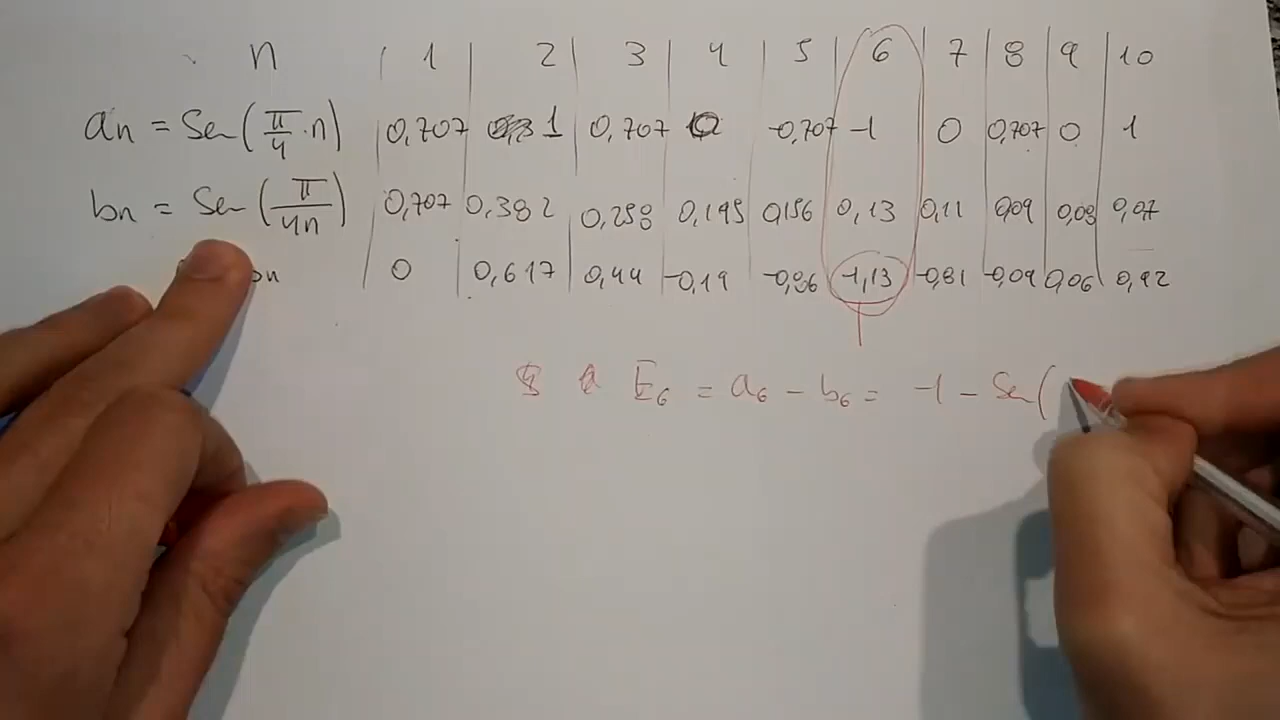 n | 1 | 2 | 3 | 4 | 5 | 6 | 7 | 8 | 9 | 10
an = Sen(π/4 · n) | 0,707 | 1 | 0,707 | 0 | -0,707 | -1 | 0 | 0,707 | 0 | 1
bn = Sen(π/4n) | 0,707 | 0,382 | 0,258 | 0,195 | 0,156 | 0,13 | 0,11 | 0,09 | 0,08 | 0,07
bn | 0 | 0,617 | 0,44 | -0,19 | -0,86 | -1,13 | -0,81 | -0,09 | 0,06 | 0,92
E6 = a6 - b6 = -1 - Sen(